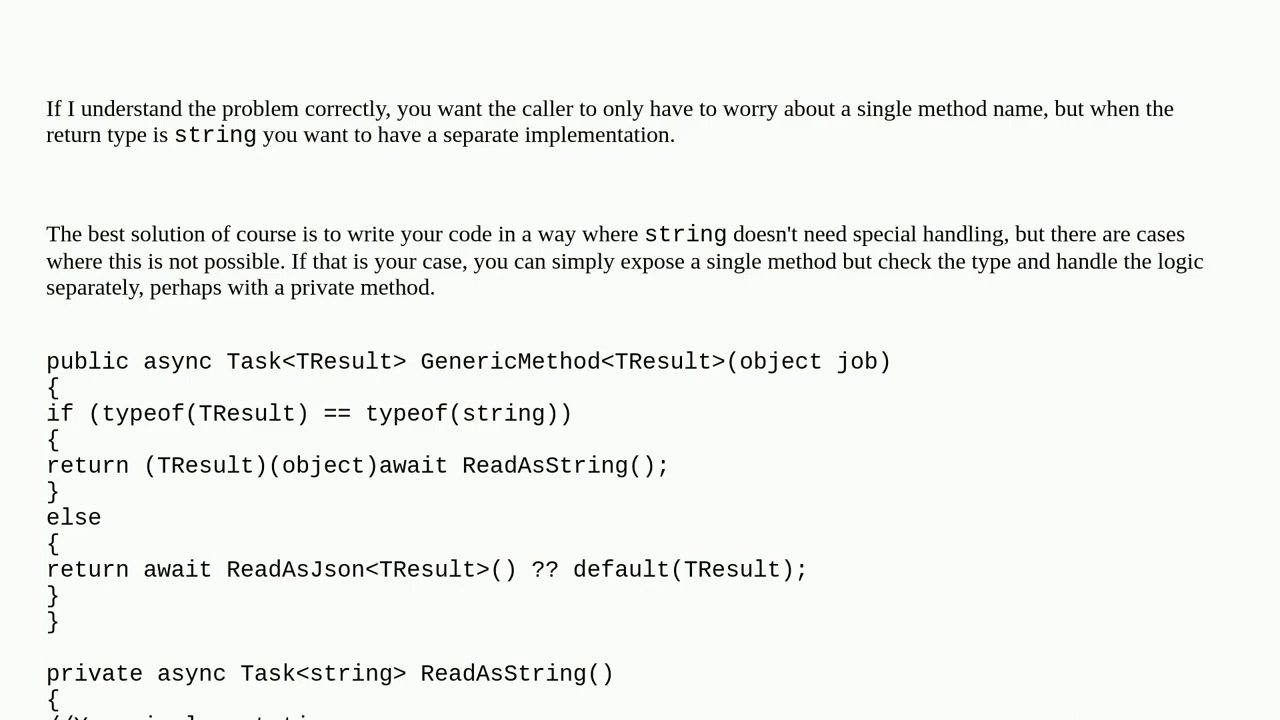 If I understand the problem correctly, you want the caller to only have to worry about a single method name, but when the
return type is string you want to have a separate implementation.
The best solution of course is to write your code in a way where string doesn't need special handling, but there are cases
where this is not possible. If that is your case, you can simply expose a single method but check the type and handle the logic
separately, perhaps with a private method.
public async Task<TResult> GenericMethod<TResult>(object job)
{
if (typeof(TResult) == typeof(string))
{
return (TResult)(object)await ReadAsString();
}
else
{
return await ReadAsJson<TResult>() ?? default(TResult);
}
}
private async Task<string> ReadAsString()
{